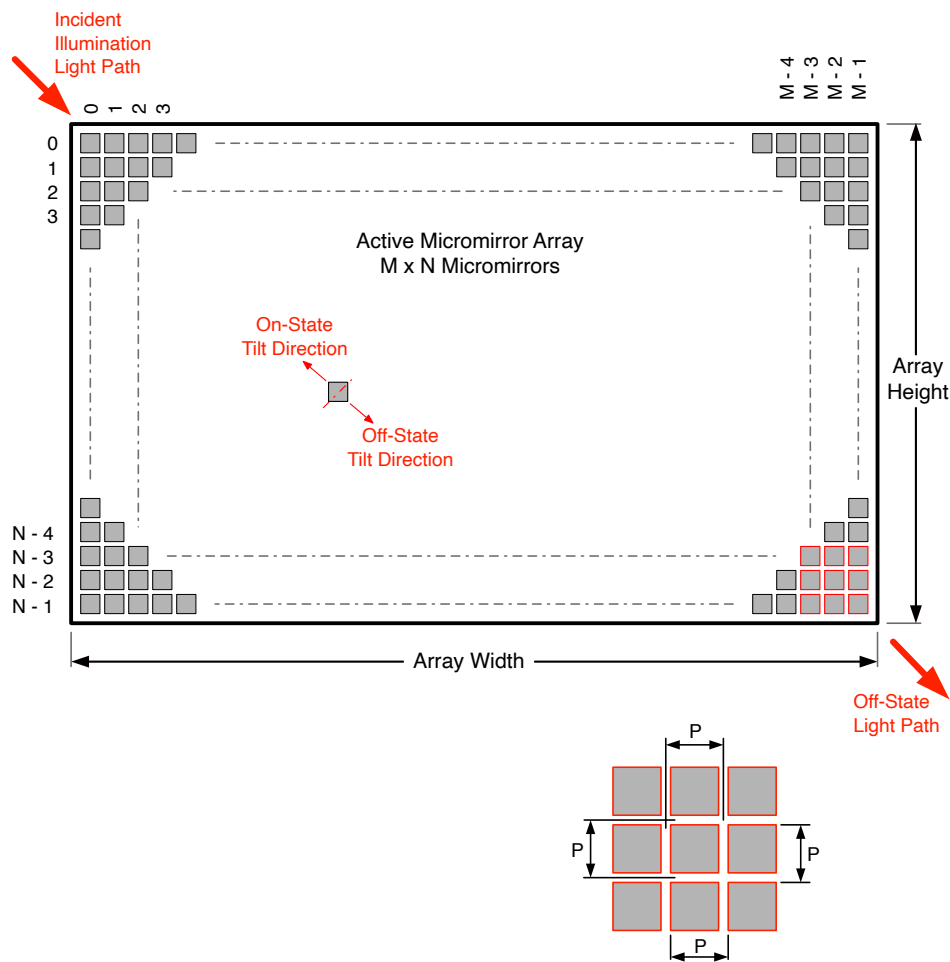 Incident
Illumination
Light Path
0
1
2
3
M - 4
M - 3
M - 2
M - 1
0
1
2
3
Active Micromirror Array
M x N Micromirrors
On-State
Tilt Direction
Off-State
Tilt Direction
Array
Height
N - 4
N - 3
N - 2
N - 1
Array Width
Off-State
Light Path
P
P
P
P